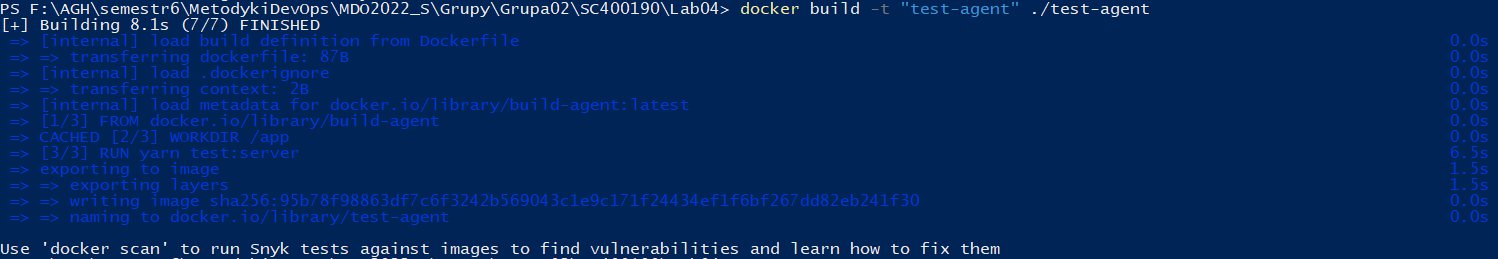 PS F:\AGH\semestr6\MetodykiDevOps\MDO2022_S\Grupy\Grupa02\SC400190\Lab04> docker build -t "test-agent" ./test-agent
[+] Building 8.1s (7/7) FINISHED
=> [internal] load build definition from Dockerfile 0.0s
=> => transferring dockerfile: 87B 0.0s
=> [internal] load .dockerignore 0.0s
=> => transferring context: 2B 0.0s
=> [internal] load metadata for docker.io/library/build-agent:latest 0.0s
=> [1/3] FROM docker.io/library/build-agent 0.0s
=> CACHED [2/3] WORKDIR /app 0.0s
=> [3/3] RUN yarn test:server 6.5s
=> exporting to image 1.5s
=> => exporting layers 1.5s
=> => writing image sha256:95b78f98863df7c6f3242b569043c1e9c171f24434ef1f6bf267dd82eb241f30 0.0s
=> => naming to docker.io/library/test-agent 0.0s
Use 'docker scan' to run Snyk tests against images to find vulnerabilities and learn how to fix them